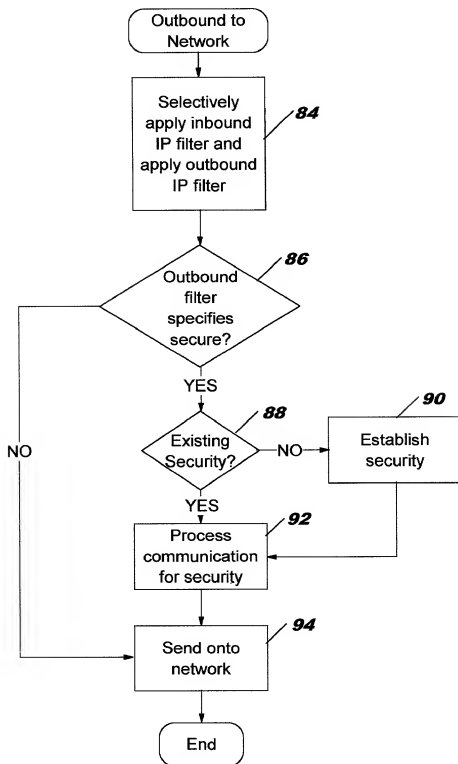 Outbound to
Network
Selectively
apply inbound
IP filter and
apply outbound
IP filter
84
Outbound
filter
specifies
secure?
86
YES
NO
Existing
Security?
88
NO
Establish
security
90
YES
Process
communication
for security
92
Send onto
network
94
End